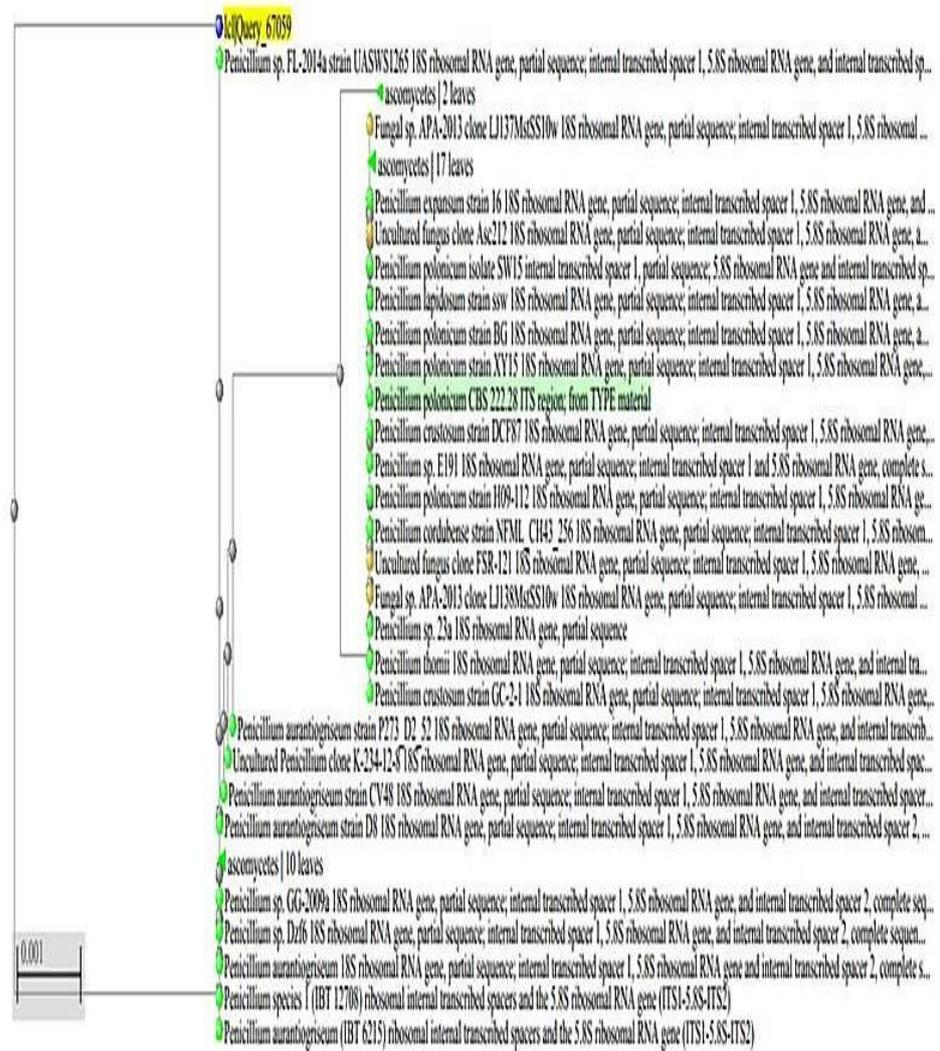 lcl|Query_67059
Penicillium sp. FL-2014a strain UASWS1265 18S ribosomal RNA gene, partial sequence; internal transcribed spacer 1, 5.8S ribosomal RNA gene, and internal transcribed sp...
ascomycetes | 2 leaves
Fungal sp. APA-2013 clone LJ137MstSS10w 18S ribosomal RNA gene, partial sequence; internal transcribed spacer 1, 5.8S ribosomal ...
ascomycetes | 17 leaves
Penicillium expansum strain 16 18S ribosomal RNA gene, partial sequence; internal transcribed spacer 1, 5.8S ribosomal RNA gene, and ...
Uncultured fungus clone Asc212 18S ribosomal RNA gene, partial sequence; internal transcribed spacer 1, 5.8S ribosomal RNA gene, a...
Penicillium polonicum isolate SW15 internal transcribed spacer 1, partial sequence; 5.8S ribosomal RNA gene and internal transcribed sp...
Penicillium lapidosum strain ssw 18S ribosomal RNA gene, partial sequence; internal transcribed spacer 1, 5.8S ribosomal RNA gene, a...
Penicillium polonicum strain BG 18S ribosomal RNA gene, partial sequence; internal transcribed spacer 1, 5.8S ribosomal RNA gene, a...
Penicillium polonicum strain XY15 18S ribosomal RNA gene, partial sequence; internal transcribed spacer 1, 5.8S ribosomal RNA gene,...
Penicillium polonicum CBS 222.28 ITS region; from TYPE material
Penicillium crustosum strain DCF87 18S ribosomal RNA gene, partial sequence; internal transcribed spacer 1, 5.8S ribosomal RNA gene,...
Penicillium sp. E191 18S ribosomal RNA gene, partial sequence; internal transcribed spacer 1 and 5.8S ribosomal RNA gene, complete s...
Penicillium polonicum strain H09-112 18S ribosomal RNA gene, partial sequence; internal transcribed spacer 1, 5.8S ribosomal RNA ge...
Penicillium cordubense strain NFML_CH43_256 18S ribosomal RNA gene, partial sequence; internal transcribed spacer 1, 5.8S ribosom...
Uncultured fungus clone FSR-121 18S ribosomal RNA gene, partial sequence; internal transcribed spacer 1, 5.8S ribosomal RNA gene, ...
Fungal sp. APA-2013 clone LJ138MstSS10w 18S ribosomal RNA gene, partial sequence; internal transcribed spacer 1, 5.8S ribosomal ...
Penicillium sp. 23a 18S ribosomal RNA gene, partial sequence
Penicillium thomii 18S ribosomal RNA gene, partial sequence; internal transcribed spacer 1, 5.8S ribosomal RNA gene, and internal tra...
Penicillium crustosum strain GC-2-1 18S ribosomal RNA gene, partial sequence; internal transcribed spacer 1, 5.8S ribosomal RNA gene,...
Penicillium aurantiogriseum strain P273_D2_52 18S ribosomal RNA gene, partial sequence; internal transcribed spacer 1, 5.8S ribosomal RNA gene, and internal transcrib...
Uncultured Penicillium clone K-234-12-8 18S ribosomal RNA gene, partial sequence; internal transcribed spacer 1, 5.8S ribosomal RNA gene, and internal transcribed spac...
Penicillium aurantiogriseum strain CV48 18S ribosomal RNA gene, partial sequence; internal transcribed spacer 1, 5.8S ribosomal RNA gene, and internal transcribed spacer...
Penicillium aurantiogriseum strain D8 18S ribosomal RNA gene, partial sequence; internal transcribed spacer 1, 5.8S ribosomal RNA gene, and internal transcribed spacer 2, ...
ascomycetes | 10 leaves
Penicillium sp. GG-2009a 18S ribosomal RNA gene, partial sequence; internal transcribed spacer 1, 5.8S ribosomal RNA gene, and internal transcribed spacer 2, complete seq...
Penicillium sp. Dzf6 18S ribosomal RNA gene, partial sequence; internal transcribed spacer 1, 5.8S ribosomal RNA gene, and internal transcribed spacer 2, complete sequen...
Penicillium aurantiogriseum 18S ribosomal RNA gene, partial sequence; internal transcribed spacer 1, 5.8S ribosomal RNA gene and internal transcribed spacer 2, complete s...
0.001
Penicillium species (IBT 12708) ribosomal internal transcribed spacers and the 5.8S ribosomal RNA gene (ITS1-5.8S-ITS2)
Penicillium aurantiogriseum (IBT 6215) ribosomal internal transcribed spacers and the 5.8S ribosomal RNA gene (ITS1-5.8S-ITS2)